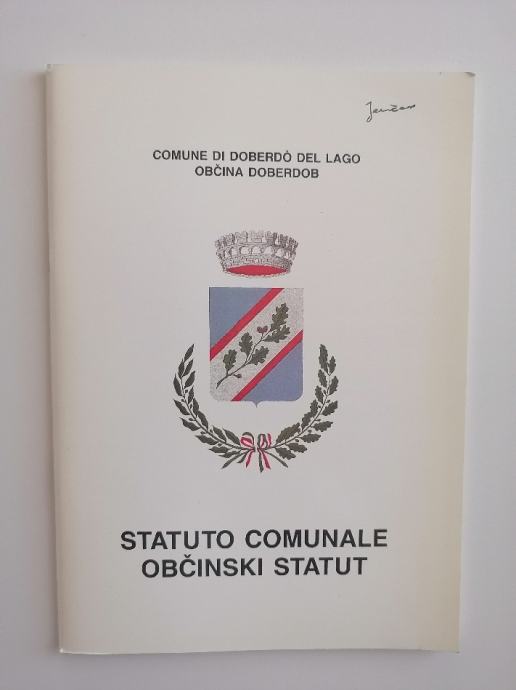 COMUNE DI DOBERDÒ DEL LAGO
OBČINA DOBERDOB
STATUTO COMUNALE
OBČINSKI STATUT